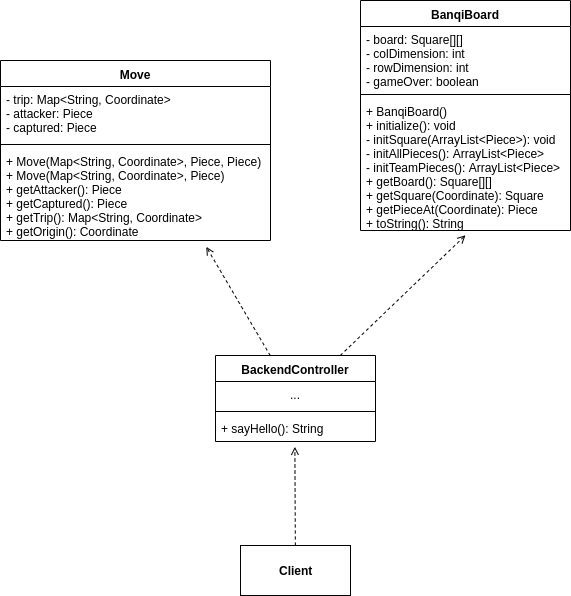 BanqiBoard
- board: Square[][]
- colDimension: int
- rowDimension: int
- gameOver: boolean
+ BanqiBoard()
+ initialize(): void
- initSquare(ArrayList<Piece>): void
- initAllPieces(): ArrayList<Piece>
- initTeamPieces(): ArrayList<Piece>
+ getBoard(): Square[][]
+ getSquare(Coordinate): Square
+ getPieceAt(Coordinate): Piece
+ toString(): String
Move
- trip: Map<String, Coordinate>
- attacker: Piece
- captured: Piece
+ Move(Map<String, Coordinate>, Piece, Piece)
+ Move(Map<String, Coordinate>, Piece)
+ getAttacker(): Piece
+ getCaptured(): Piece
+ getTrip(): Map<String, Coordinate>
+ getOrigin(): Coordinate
BackendController
...
+ sayHello(): String
Client